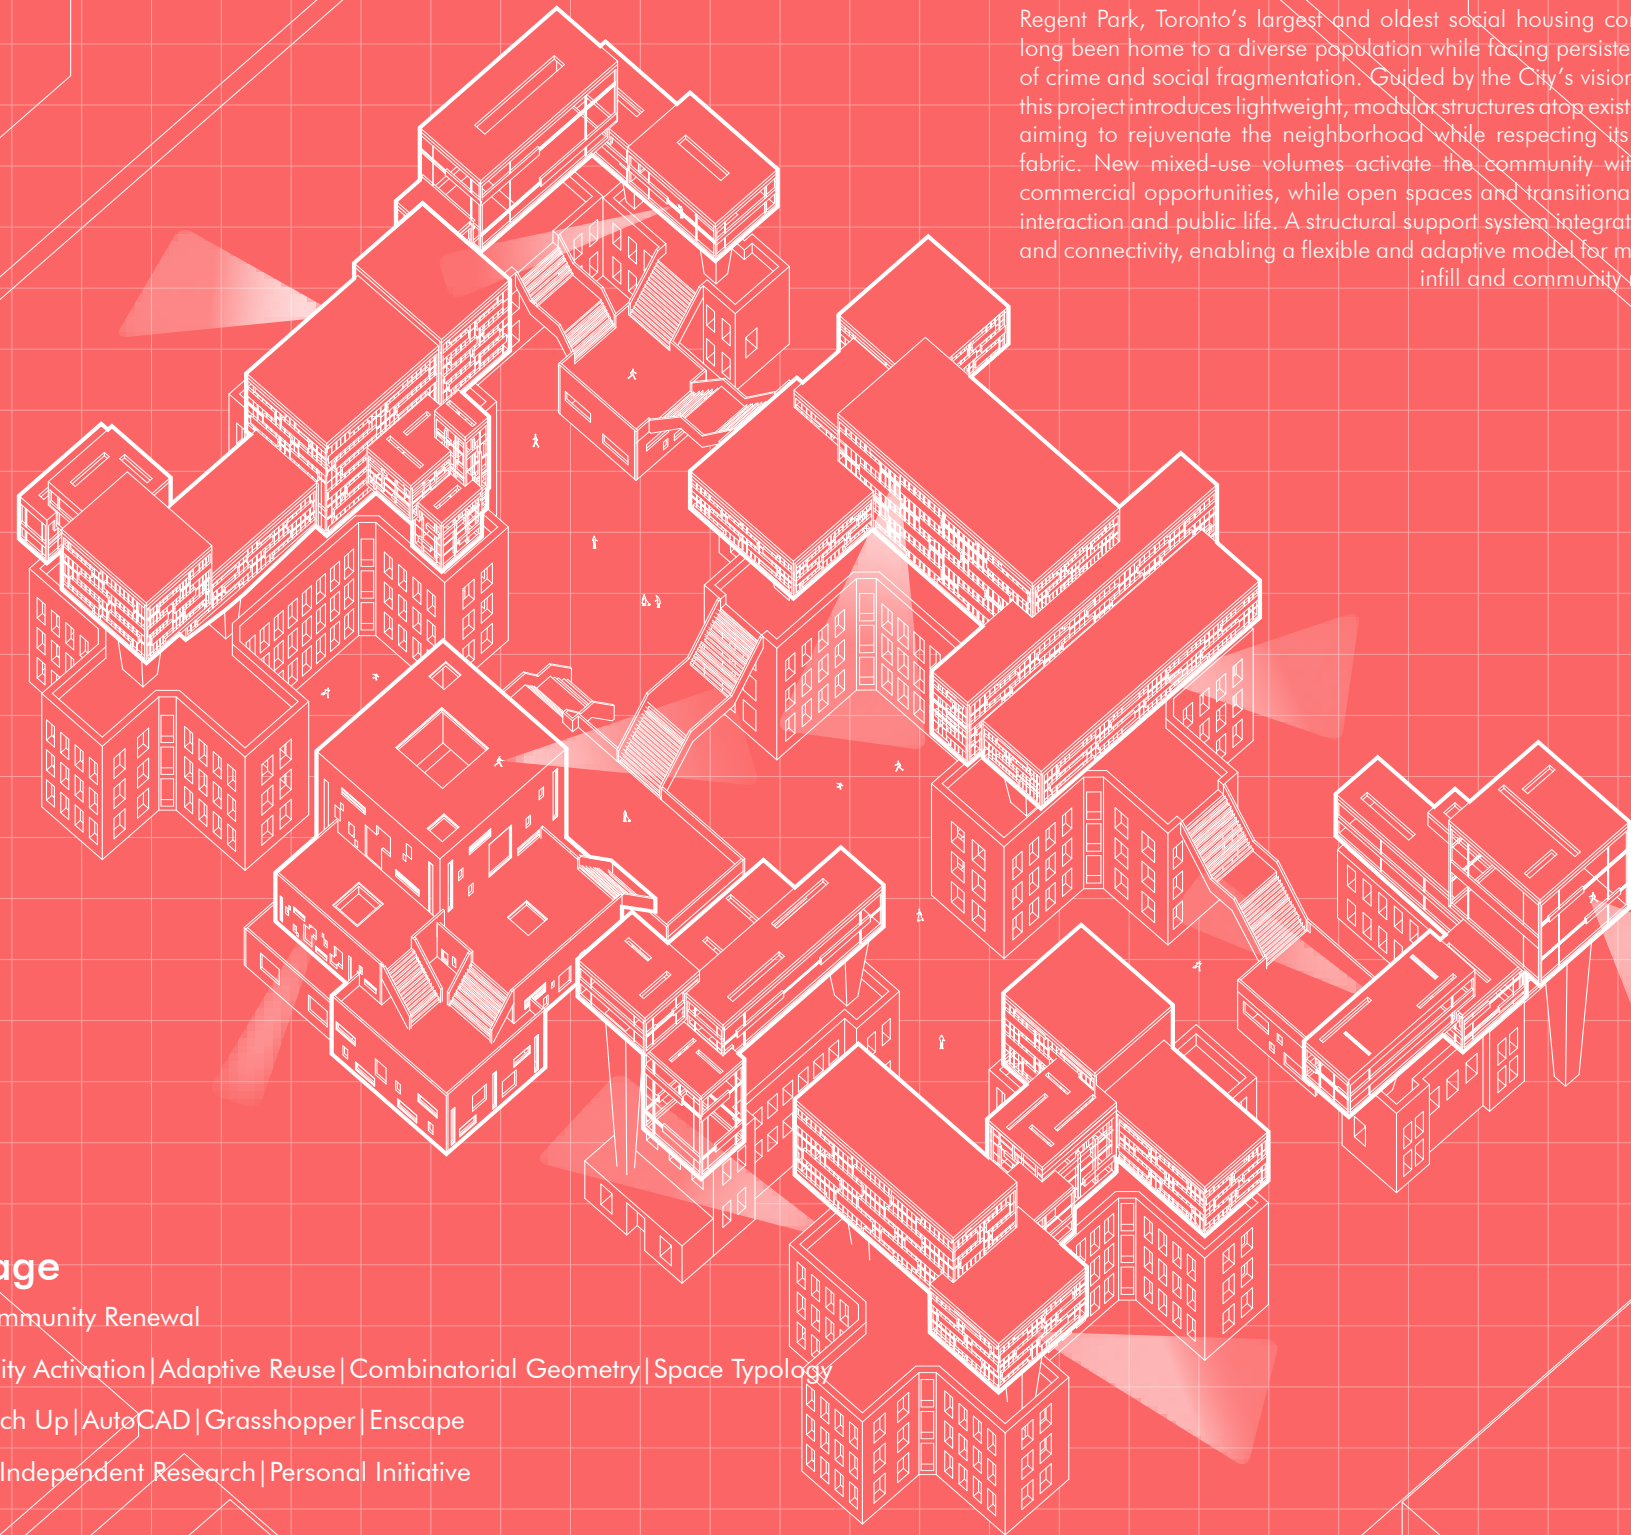 Regent Park, Toronto's largest and oldest social housing co
long been home to a diverse population while facing persiste
of crime and social fragmentation. Guided by the City's vision
this project introduces lightweight, modular structures atop exist
aiming to rejuvenate the neighborhood while respecting its
fabric. New mixed-use volumes activate the community wit
commercial opportunities, while open spaces and transitiona
interaction and public life. A structural support system integrat
and connectivity, enabling a flexible and adaptive model for m
infill and community
age
mmunity Renewal
ity Activation|Adaptive Reuse|Combinatorial Geometry|Space Typology
ch Up|AutoCAD|Grasshopper|Enscape
Independent Research|Personal Initiative